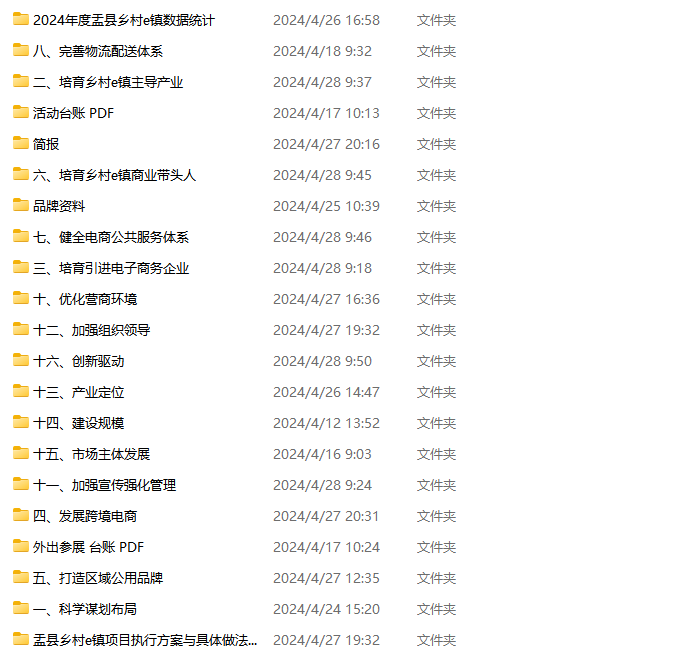 2024年度盂县乡村e镇数据统计 2024/4/26 16:58 文件夹
八、完善物流配送体系 2024/4/18 9:32 文件夹
二、培育乡村e镇主导产业 2024/4/28 9:37 文件夹
活动台账 PDF 2024/4/17 10:13 文件夹
简报 2024/4/27 20:16 文件夹
六、培育乡村e镇商业带头人 2024/4/28 9:45 文件夹
品牌资料 2024/4/25 10:39 文件夹
七、健全电商公共服务体系 2024/4/28 9:46 文件夹
三、培育引进电子商务企业 2024/4/28 9:18 文件夹
十、优化营商环境 2024/4/27 16:36 文件夹
十二、加强组织领导 2024/4/27 19:32 文件夹
十六、创新驱动 2024/4/28 9:50 文件夹
十三、产业定位 2024/4/26 14:47 文件夹
十四、建设规模 2024/4/12 13:52 文件夹
十五、市场主体发展 2024/4/16 9:03 文件夹
十一、加强宣传强化管理 2024/4/28 9:24 文件夹
四、发展跨境电商 2024/4/27 20:31 文件夹
外出参展 台账 PDF 2024/4/17 10:24 文件夹
五、打造区域公用品牌 2024/4/27 12:35 文件夹
一、科学谋划布局 2024/4/24 15:20 文件夹
盂县乡村e镇项目执行方案与具体做法... 2024/4/27 19:32 文件夹